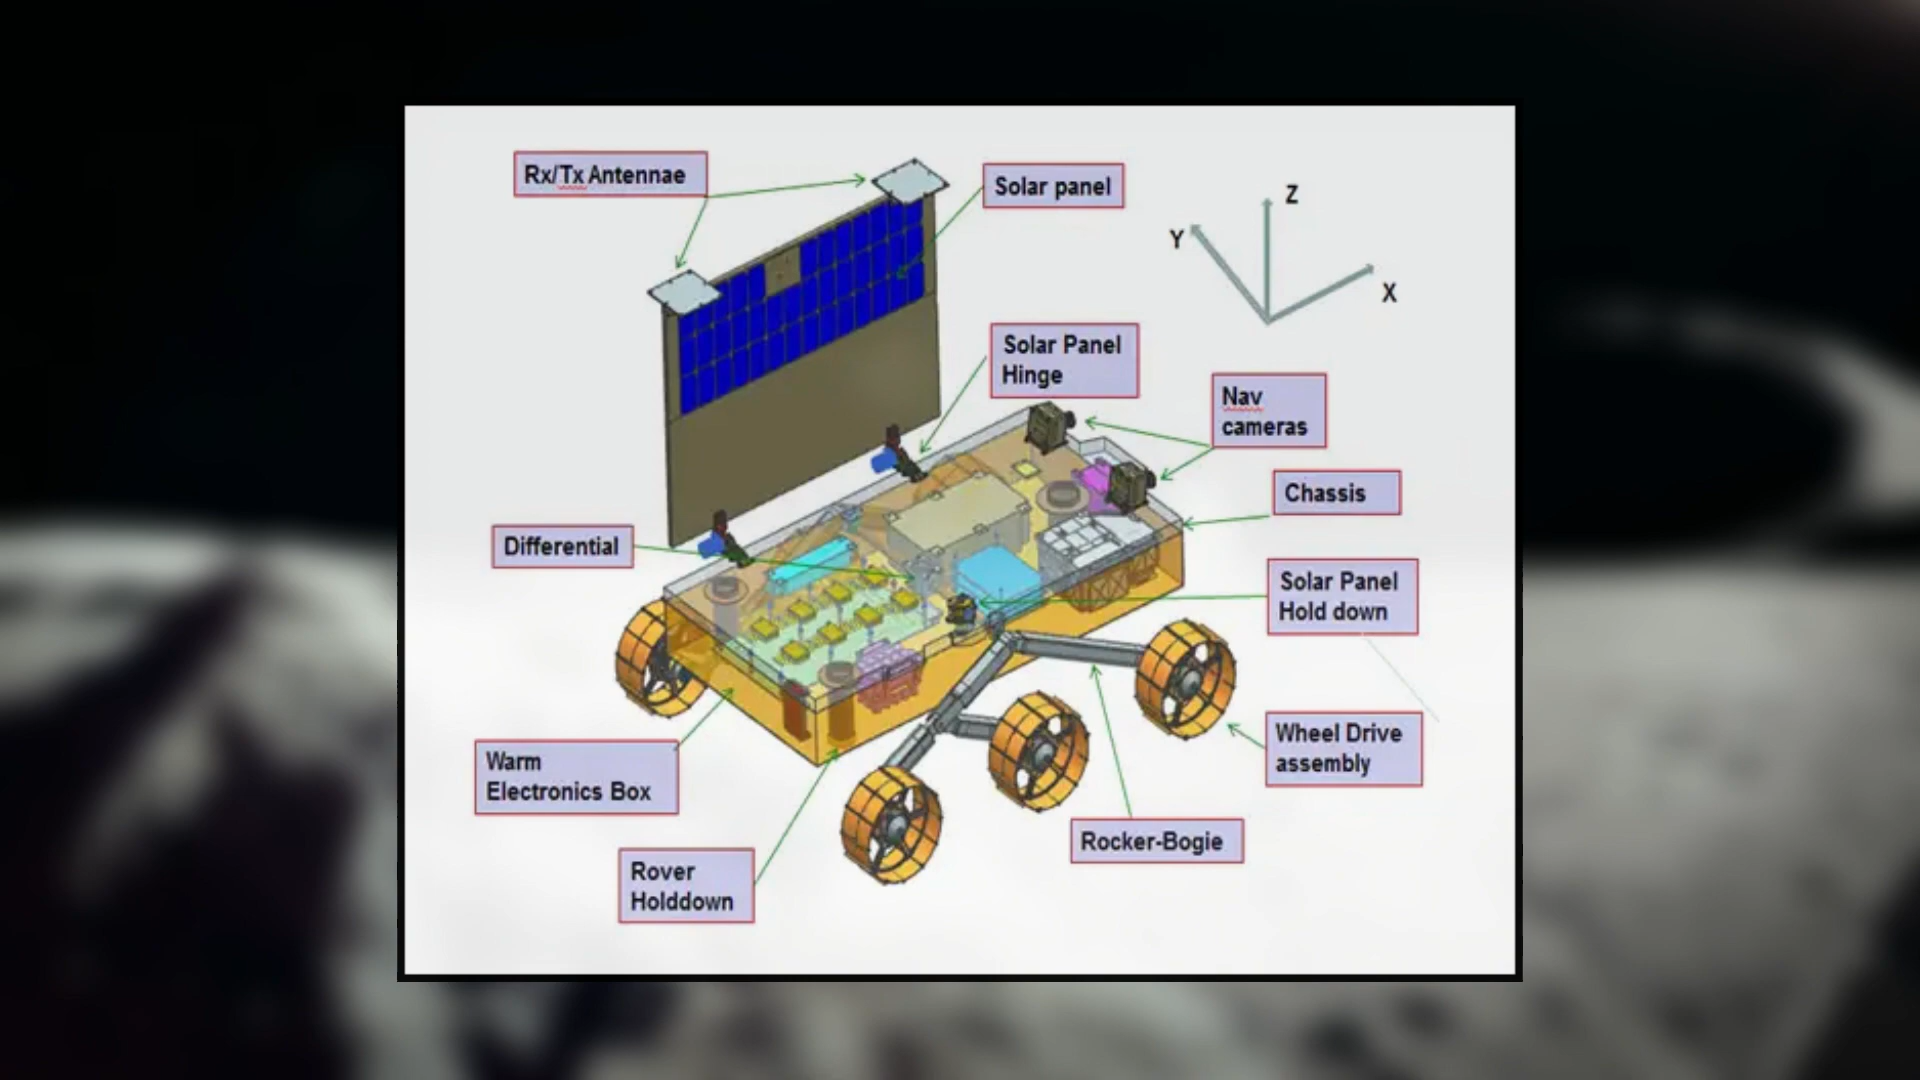 Rx/Tx Antennae
Solar panel
Z
Y
X
Solar Panel
Hinge
Nav
cameras
Chassis
Differential
Solar Panel
Hold down
Warm
Electronics Box
Wheel Drive
assembly
Rocker-Bogie
Rover
Holddown